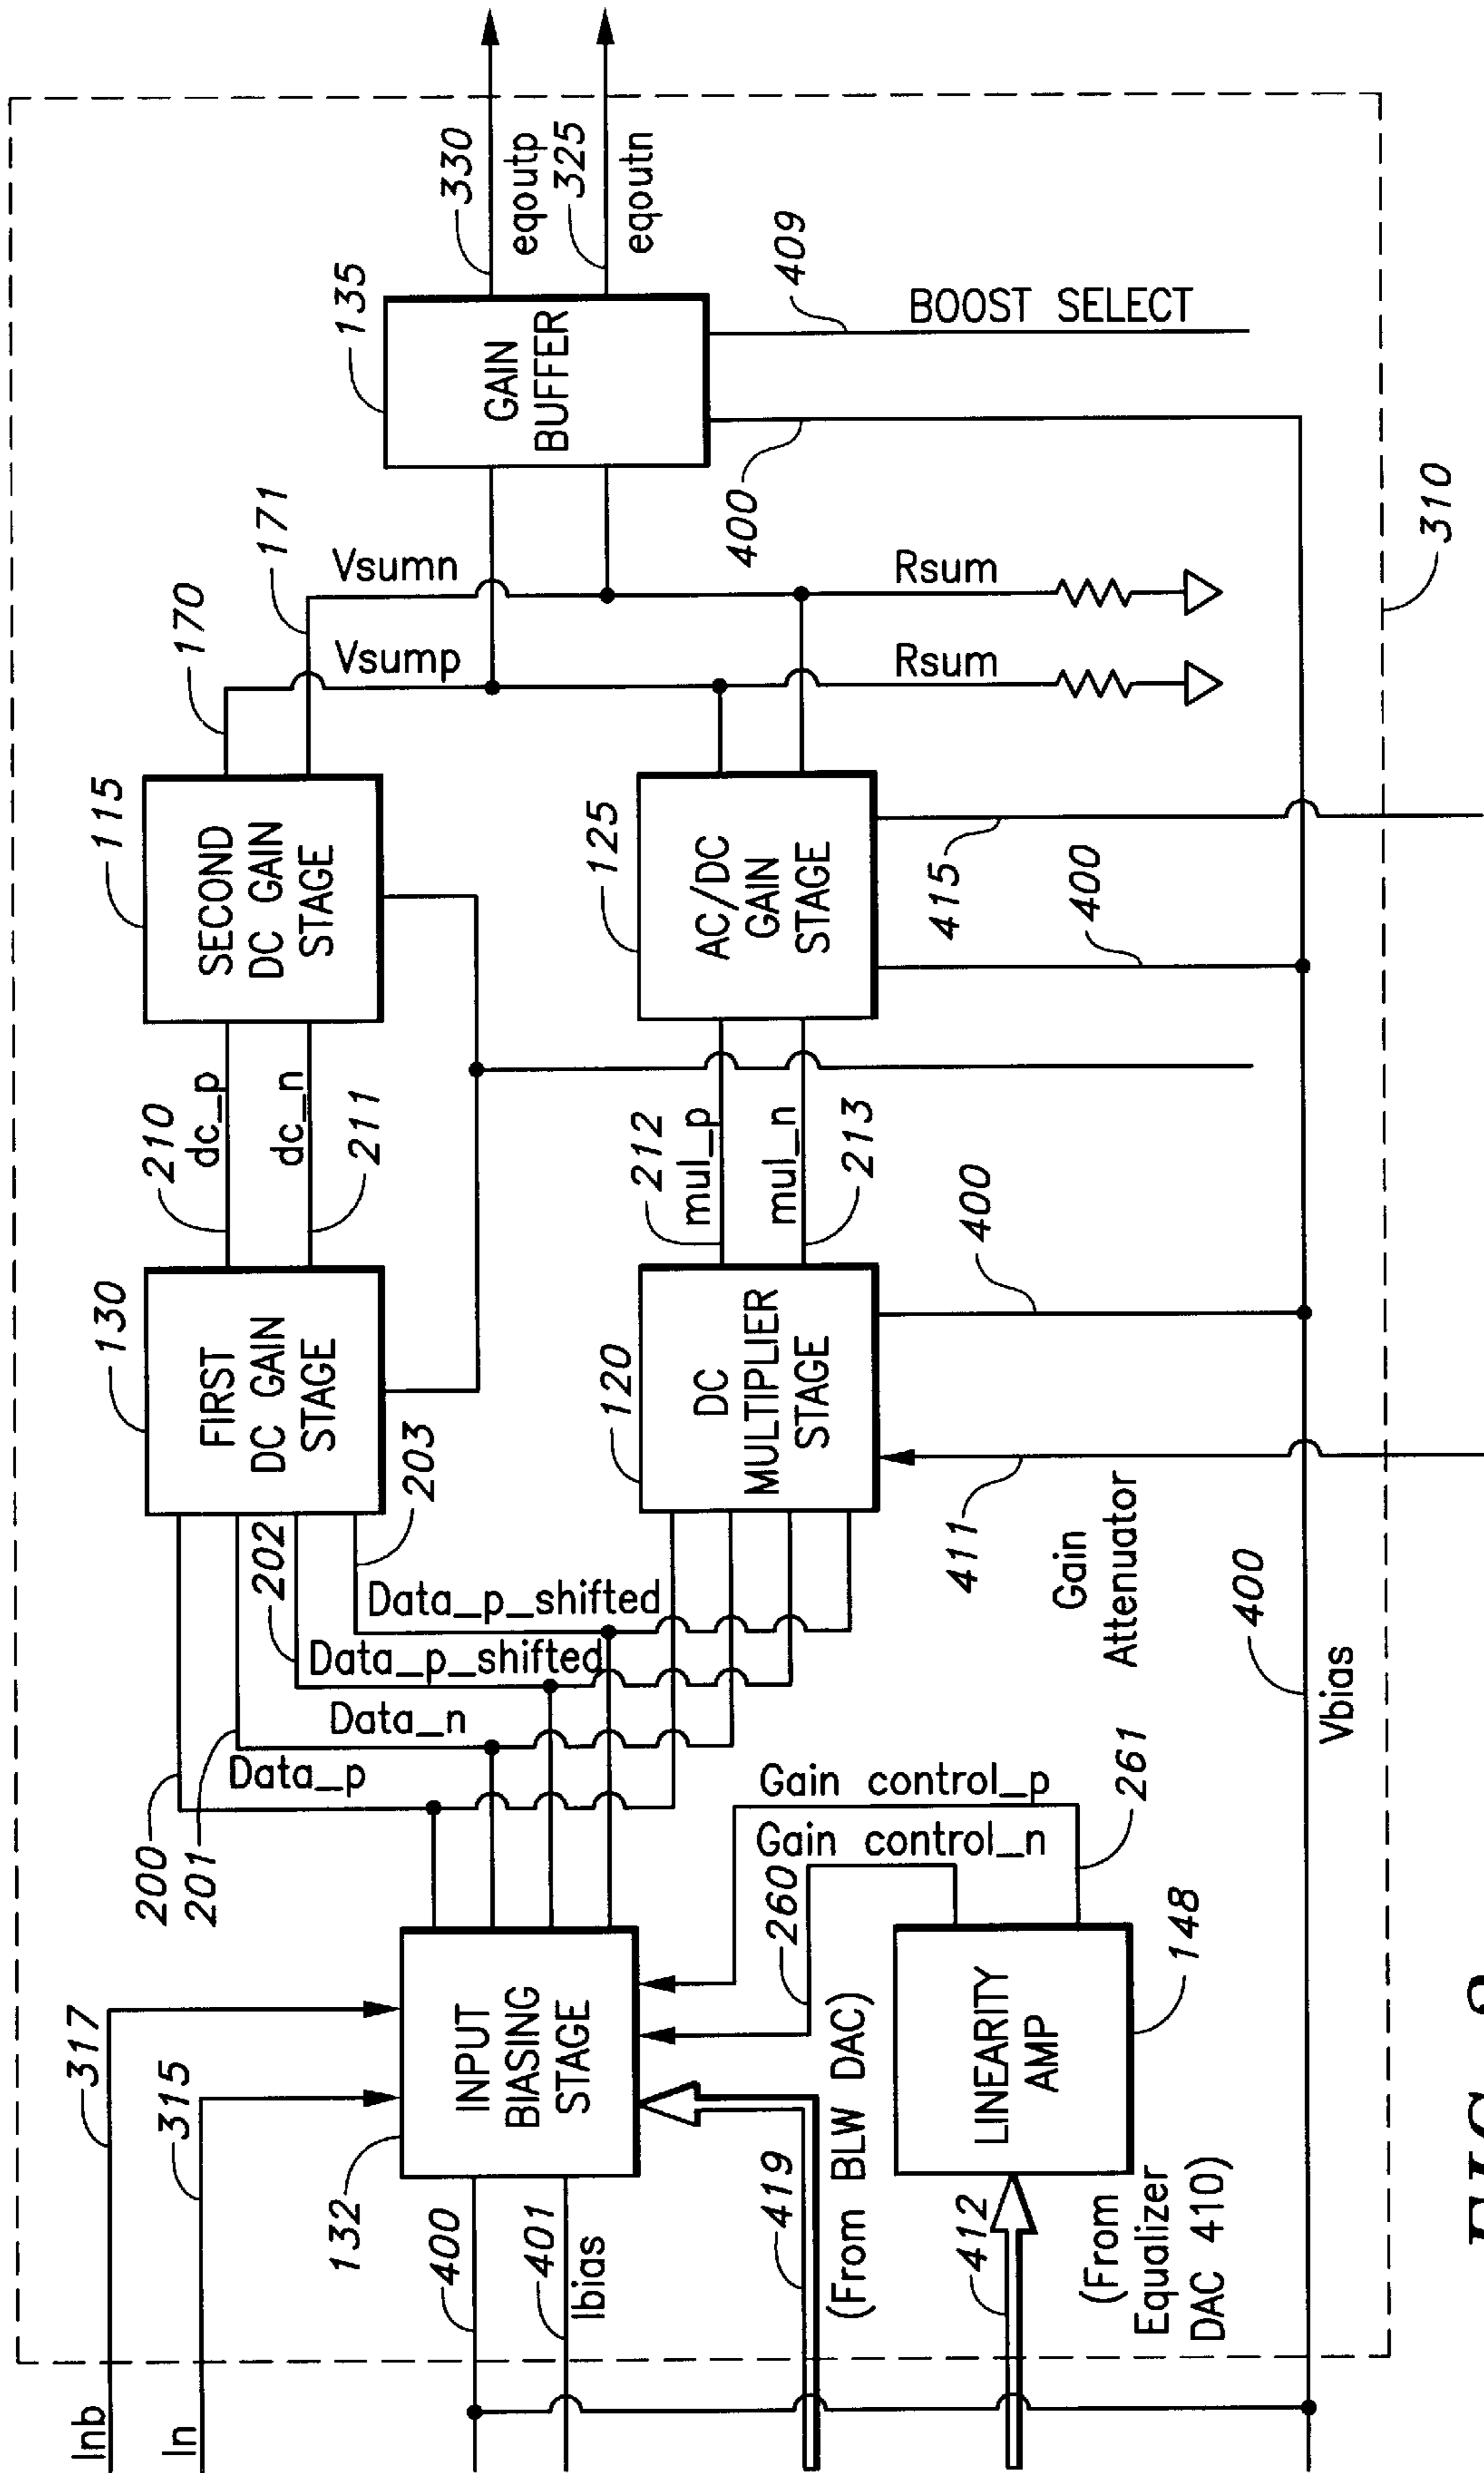 Inb
317
In
315
132
INPUT
BIASING
STAGE
400
401
Ibias
419
(From BLW DAC)
412
(From
Equalizer
DAC 410)
LINEARITY
AMP
148
260
261
Gain control_p
Gain control_n
200
201
202
203
Data_p
Data_n
Data_p_shifted
Data_p_shifted
130
FIRST
DC GAIN
STAGE
120
DC
MULTIPLIER
STAGE
411
Gain
Attenuator
400
400
Vbias
210
dc_p
dc_n
211
212
mul_p
mul_n
213
115
SECOND
DC GAIN
STAGE
125
AC/DC
GAIN
STAGE
415
400
170
171
Vsumn
Vsump
Rsum
Rsum
135
GAIN
BUFFER
400
409
BOOST SELECT
330
eqoutp
325
eqoutn
310